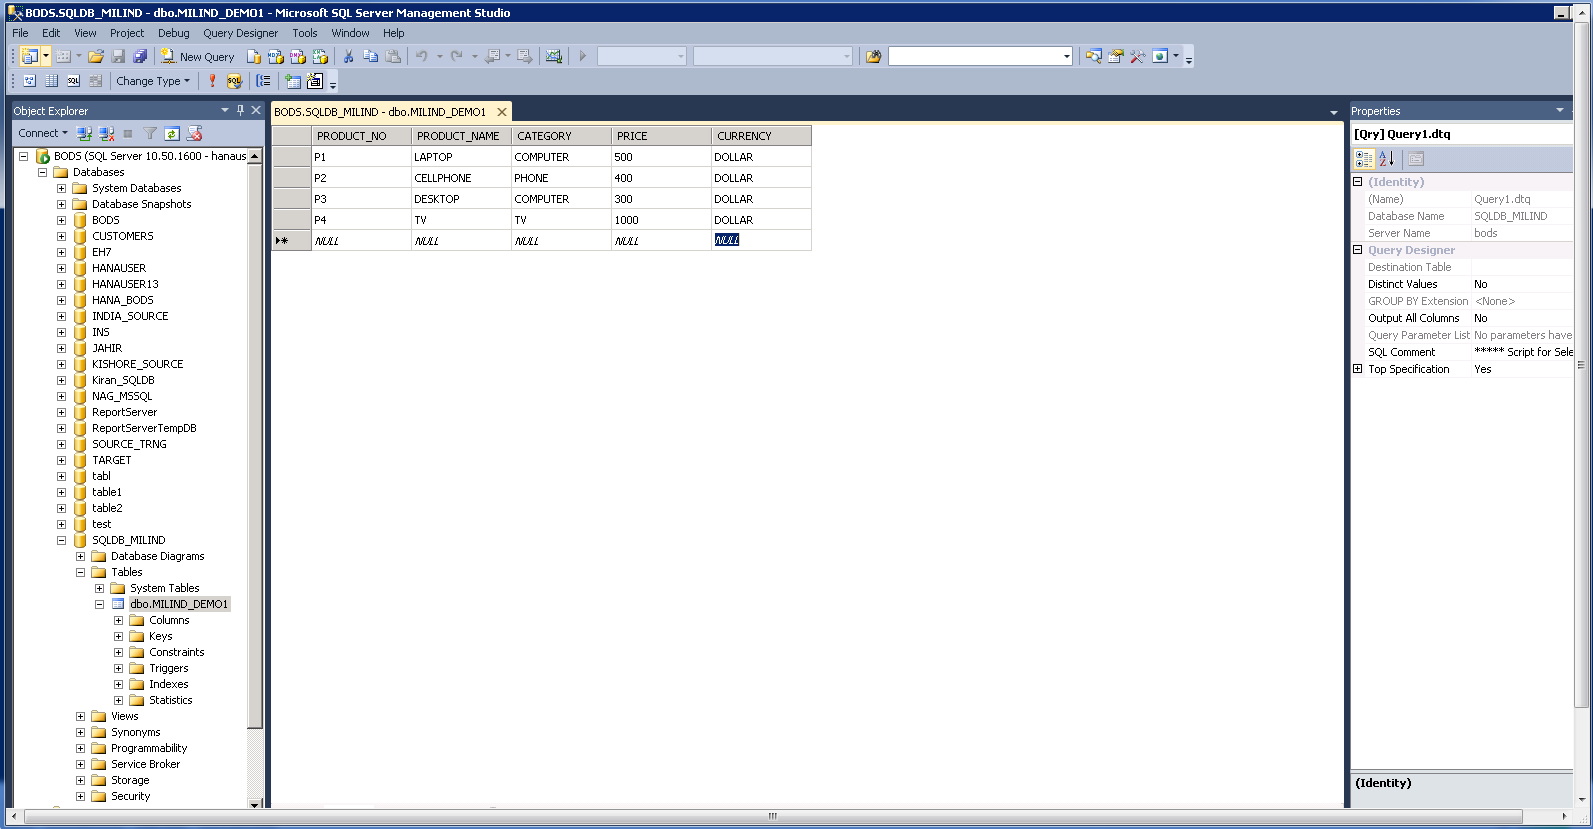 BODS.SQLDB_MILIND - dbo.MILIND_DEMO1 - Microsoft SQL Server Management Studio
File Edit View Project Debug Query Designer Tools Window Help
New Query
SQL Change Type
Object Explorer
Connect
BODS (SQL Server 10.50.1600 - hanaus
Databases
System Databases
Database Snapshots
BODS
CUSTOMERS
EH7
HANAUSER
HANAUSER13
HANA_BODS
INDIA_SOURCE
INS
JAHIR
KISHORE_SOURCE
Kiran_SQLDB
NAG_MSSQL
ReportServer
ReportServerTempDB
SOURCE_TRNG
TARGET
tabl
table1
table2
test
SQLDB_MILIND
Database Diagrams
Tables
System Tables
dbo.MILIND_DEMO1
Columns
Keys
Constraints
Triggers
Indexes
Statistics
Views
Synonyms
Programmability
Service Broker
Storage
Security
BODS.SQLDB_MILIND - dbo.MILIND_DEMO1
PRODUCT_NO PRODUCT_NAME CATEGORY PRICE CURRENCY
P1 LAPTOP COMPUTER 500 DOLLAR
P2 CELLPHONE PHONE 400 DOLLAR
P3 DESKTOP COMPUTER 300 DOLLAR
P4 TV TV 1000 DOLLAR
NULL NULL NULL NULL NULL
Properties
[Qry] Query1.dtq
(Identity)
(Name) Query1.dtq
Database Name SQLDB_MILIND
Server Name bods
Query Designer
Destination Table
Distinct Values No
GROUP BY Extension <None>
Output All Columns No
Query Parameter List No parameters have
SQL Comment ***** Script for Sele
Top Specification Yes
(Identity)